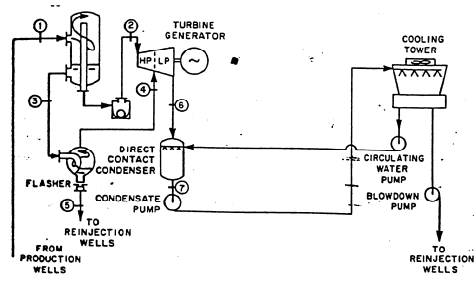 TURBINE
GENERATOR
1
2
HP LP
~
COOLING
TOWER
3
4
6
DIRECT
CONTACT
CONDENSER
FLASHER
7
CIRCULATING
WATER
PUMP
5
CONDENSATE
PUMP
BLOWDOWN
PUMP
TO
REINJECTION
WELLS
FROM
PRODUCTION
WELLS
TO
REINJECTION
WELLS